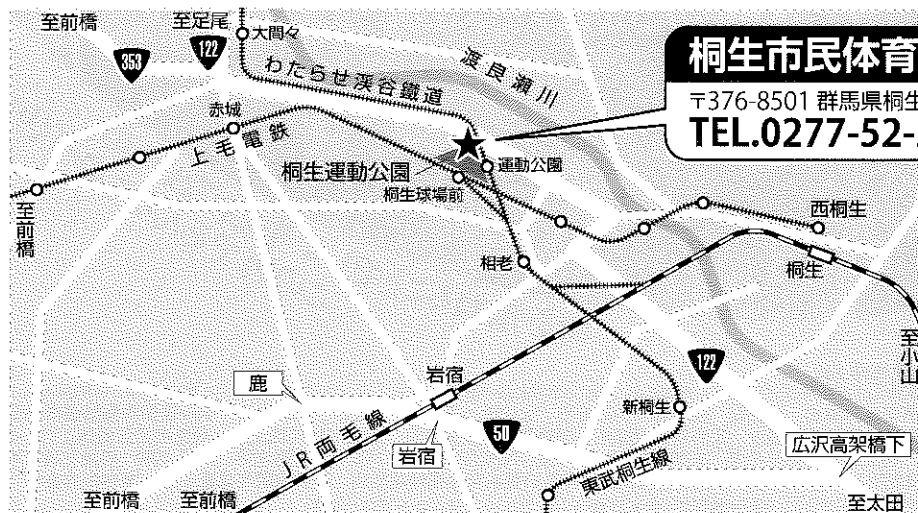 至前橋
至足尾
122
大間々
353
渡良瀬川
わたらせ渓谷鐵道
桐生市民体育
〒376-8501 群馬県桐生
TEL.0277-52-
赤城
上毛電鉄
桐生運動公園
運動公園
桐生球場前
至前橋
西桐生
相老
桐生
至小山
122
鹿
岩宿
新桐生
50
JR両毛線
岩宿
広沢高架橋下
東武桐生線
至前橋
至前橋
至太田